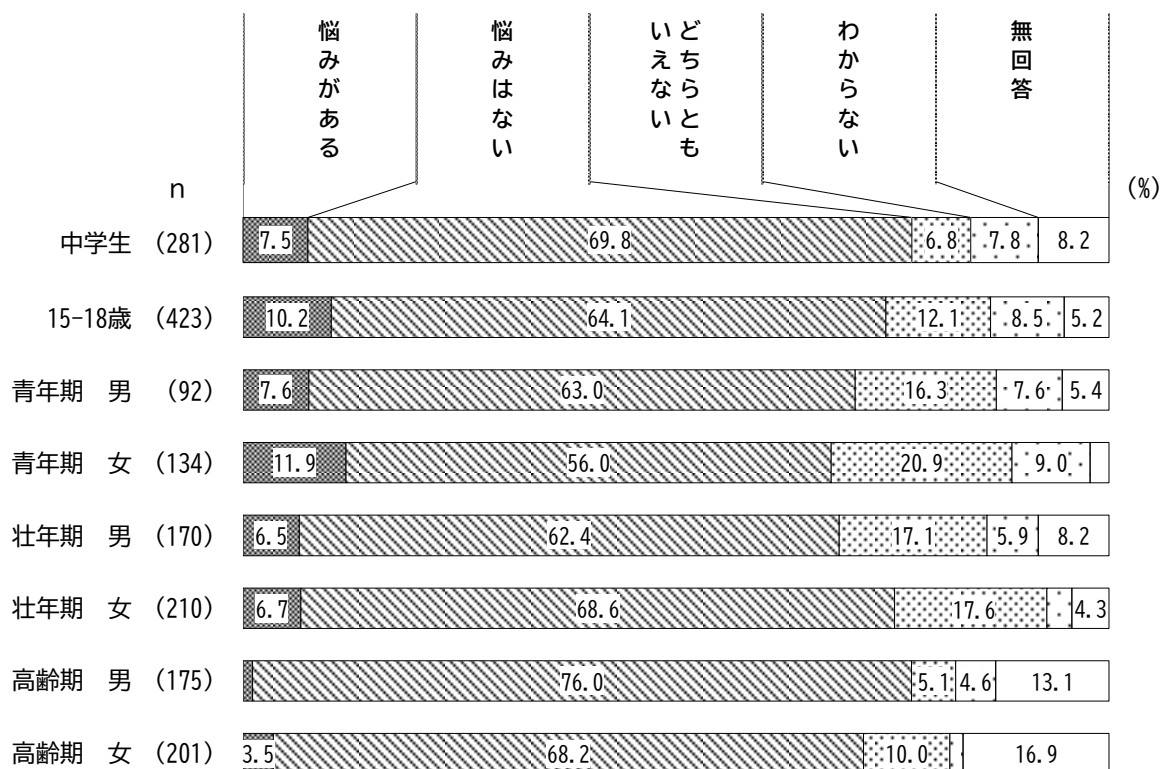 悩みがある
悩みはない
どちらとも
いえない
わからない
無回答
n
(%)
中学生 (281) 7.5 69.8 6.8 7.8 8.2
15-18歳 (423) 10.2 64.1 12.1 8.5 5.2
青年期 男 (92) 7.6 63.0 16.3 7.6 5.4
青年期 女 (134) 11.9 56.0 20.9 9.0
壮年期 男 (170) 6.5 62.4 17.1 5.9 8.2
壮年期 女 (210) 6.7 68.6 17.6 4.3
高齢期 男 (175) 76.0 5.1 4.6 13.1
高齢期 女 (201) 3.5 68.2 10.0 16.9